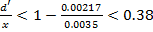 d'/x < 1 − 0.00217/0.0035 < 0.38